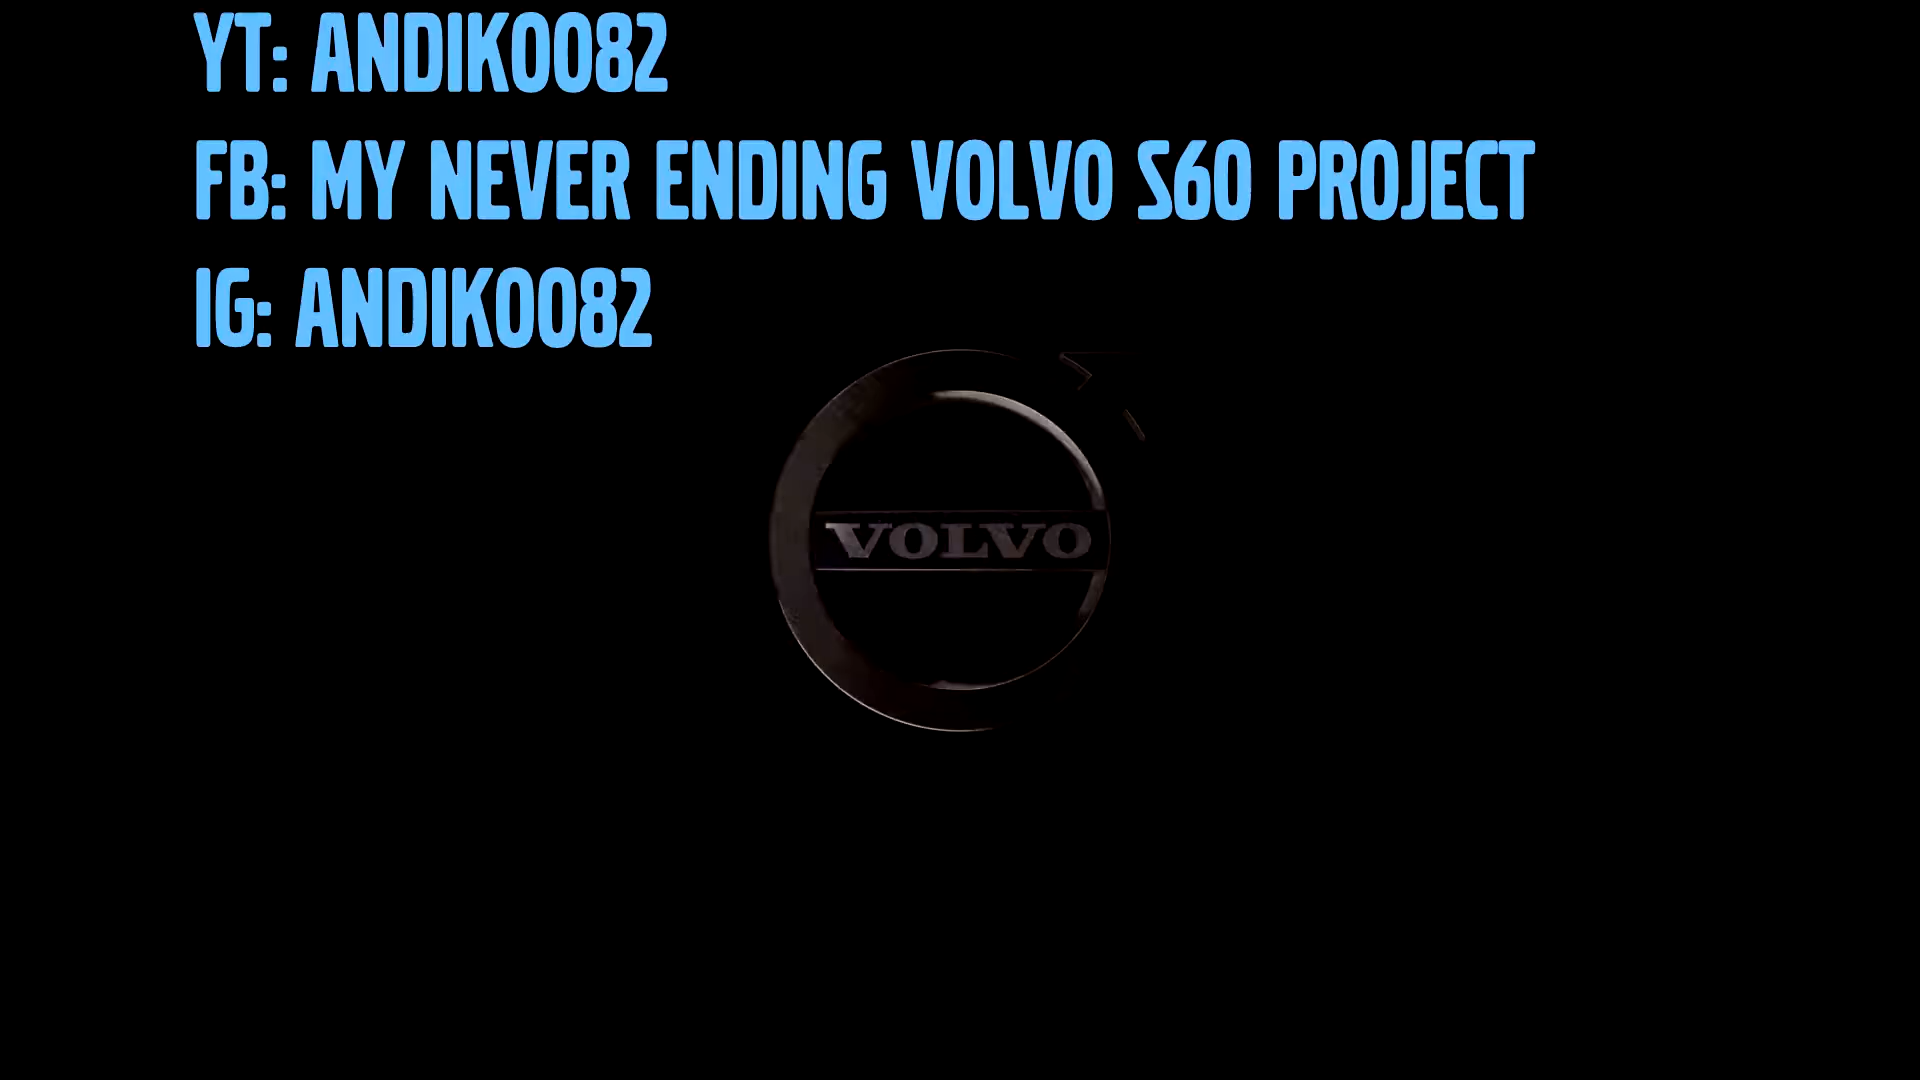 YT: ANDIK0082
FB: MY NEVER ENDING VOLVO S60 PROJECT
IG: ANDIK0082
VOLVO